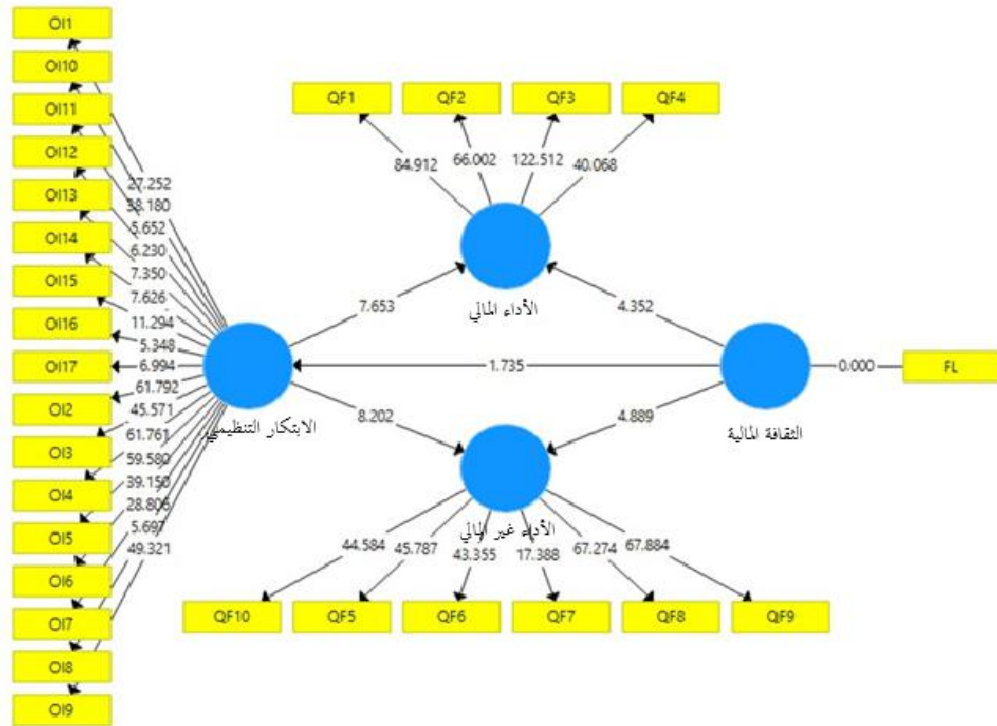 OI1
OI10
OI11
OI12
OI13
OI14
OI15
OI16
OI17
OI2
OI3
OI4
OI5
OI6
OI7
OI8
OI9
27.252
38.180
5.652
6.230
7.350
7.626
11.294
5.348
6.994
61.792
45.571
61.761
59.580
39.150
28.806
5.697
49.321
QF1 QF2 QF3 QF4
84.912 66.002 122.512 40.068
الأداء المالي
7.653 4.352
1.735
0.000 FL
الابتكار التنظيمي
الثقافة المالية
8.202 4.889
الأداء غير المالي
44.584 45.787 43.355 17.388 67.274 67.884
QF10 QF5 QF6 QF7 QF8 QF9